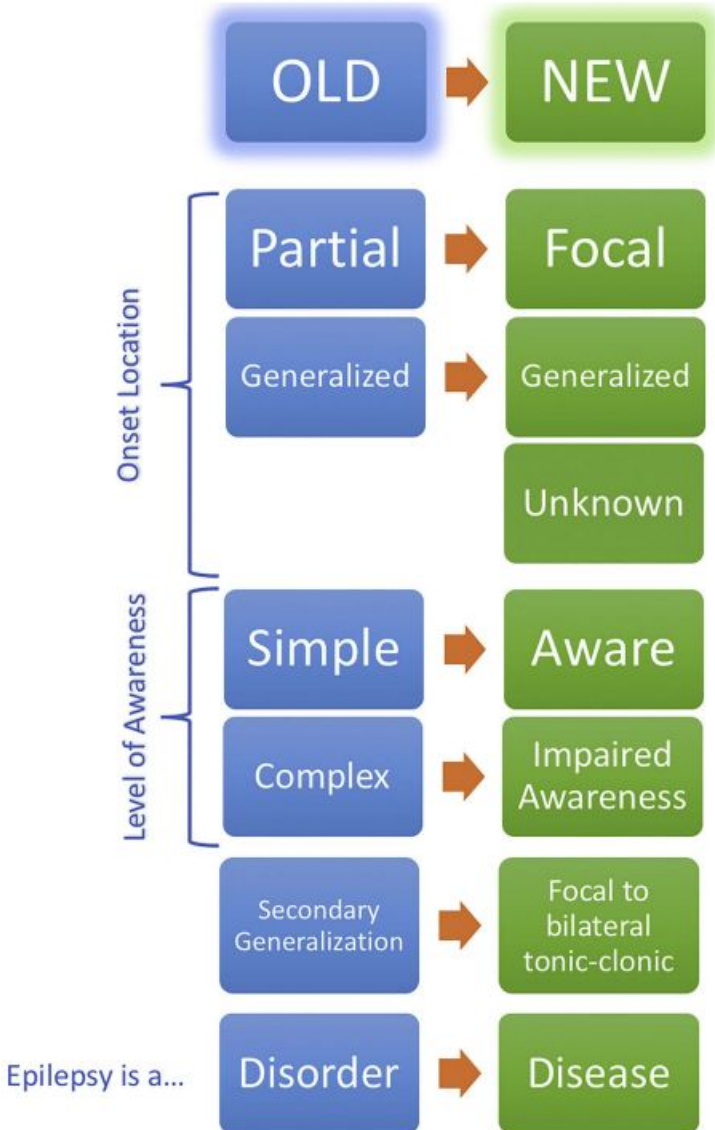 OLD
NEW
Onset Location
Partial
Focal
Generalized
Generalized
Unknown
Level of Awareness
Simple
Aware
Complex
Impaired
Awareness
Secondary
Generalization
Focal to
bilateral
tonic-clonic
Epilepsy is a...
Disorder
Disease